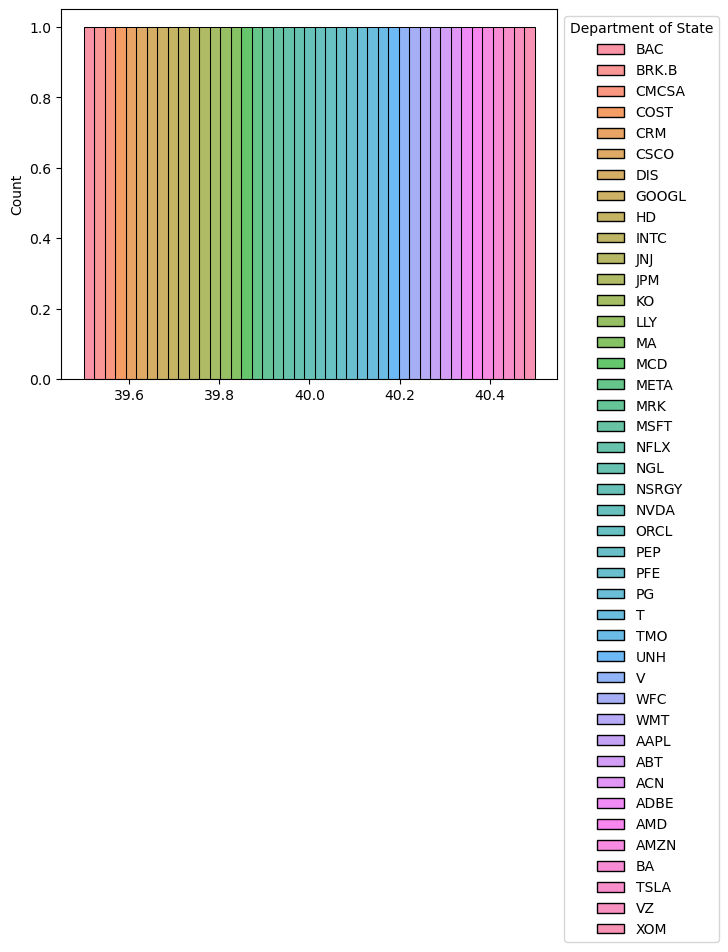 Count
1.0
0.8
0.6
0.4
0.2
0.0
39.6
39.8
40.0
40.2
40.4
Department of State
BAC
BRK.B
CMCSA
COST
CRM
CSCO
DIS
GOOGL
HD
INTC
JNJ
JPM
KO
LLY
MA
MCD
META
MRK
MSFT
NFLX
NGL
NSRGY
NVDA
ORCL
PEP
PFE
PG
T
TMO
UNH
V
WFC
WMT
AAPL
ABT
ACN
ADBE
AMD
AMZN
BA
TSLA
VZ
XOM